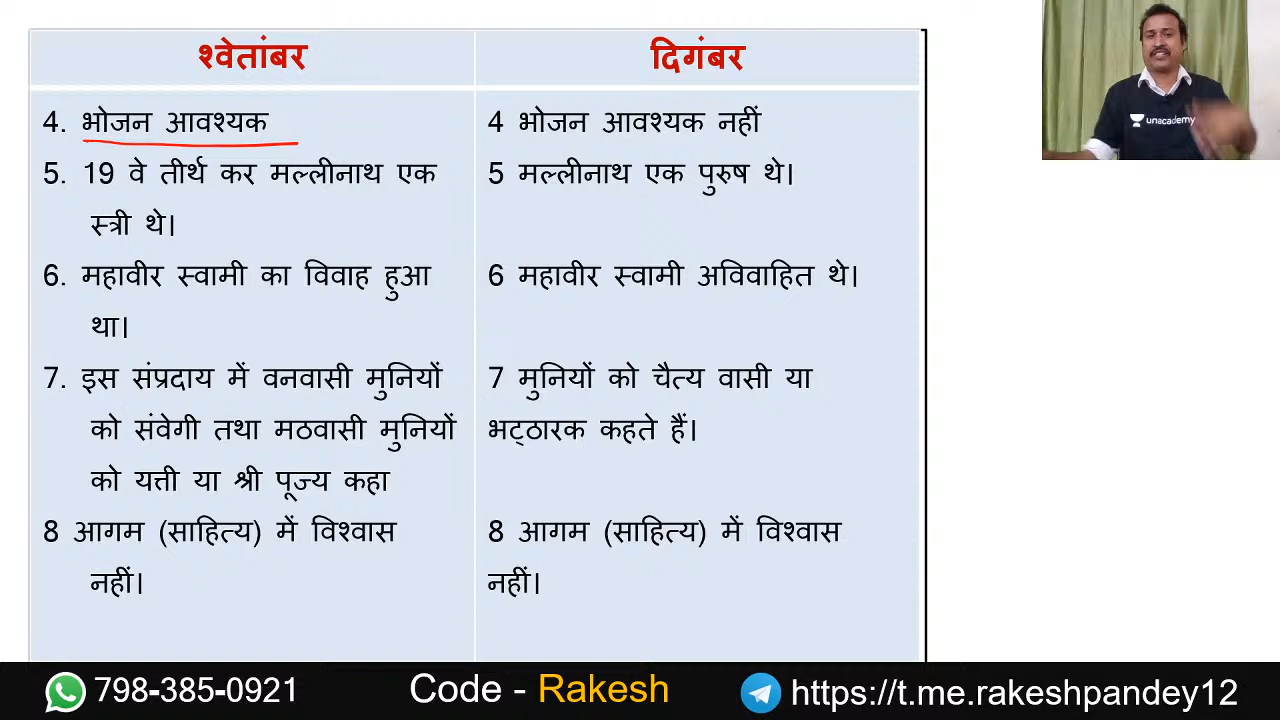 श्वेतांबर
दिगंबर
4. भोजन आवश्यक
5. 19 वे तीर्थ कर मल्लीनाथ एक
स्त्री थे।
6. महावीर स्वामी का विवाह हुआ
था।
7. इस संप्रदाय में वनवासी मुनियों
को संवेगी तथा मठवासी मुनियों
को यत्ती या श्री पूज्य कहा
8 आगम (साहित्य) में विश्वास
नहीं।
4 भोजन आवश्यक नहीं
5 मल्लीनाथ एक पुरुष थे।
6 महावीर स्वामी अविवाहित थे।
7 मुनियों को चैत्य वासी या
भट्ठारक कहते हैं।
8 आगम (साहित्य) में विश्वास
नहीं।
unacademy
798-385-0921
Code - Rakesh
https://t.me.rakeshpandey12